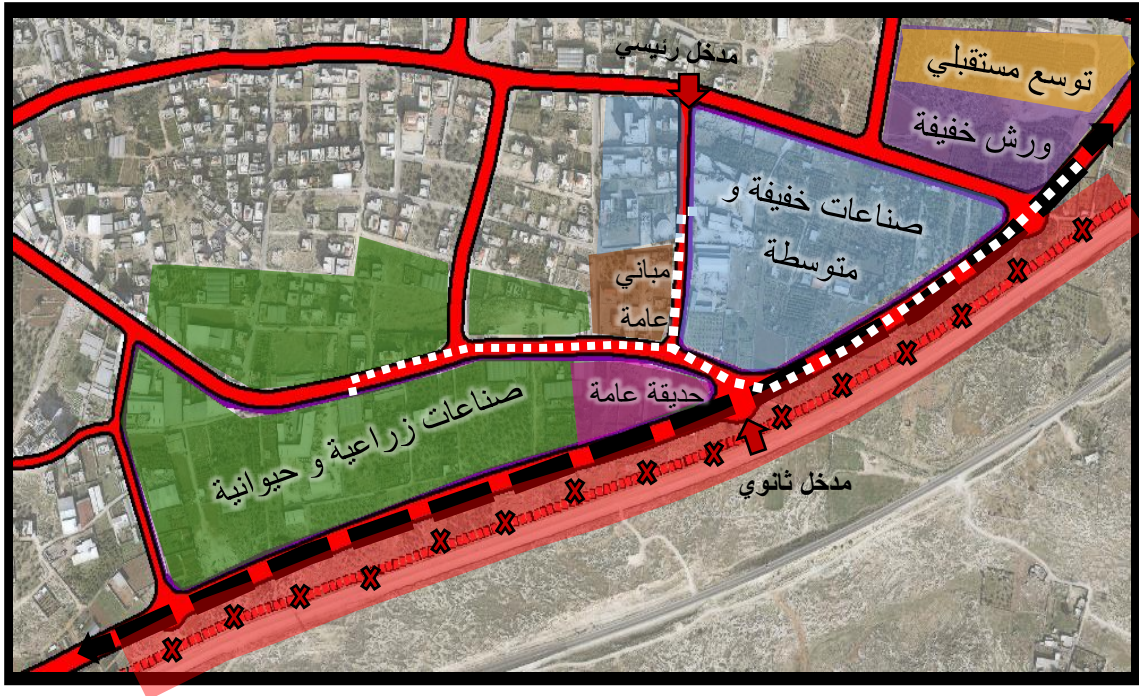 مدخل رئيسي
توسع مستقبلي
ورش خفيفة
صناعات خفيفة و
متوسطة
مباني
عامة
حديقة عامة
صناعات زراعية و حيوانية
مدخل ثانوي